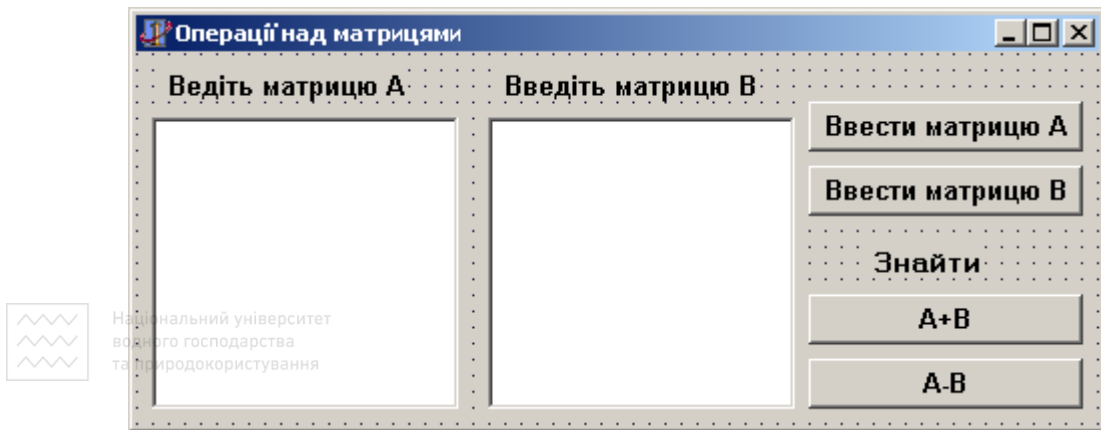 Операції над матрицями
Ведіть матрицю А
Введіть матрицю В
Ввести матрицю А
Ввести матрицю В
Знайти
А+В
А-В
Національний університет
водного господарства
та природокористування